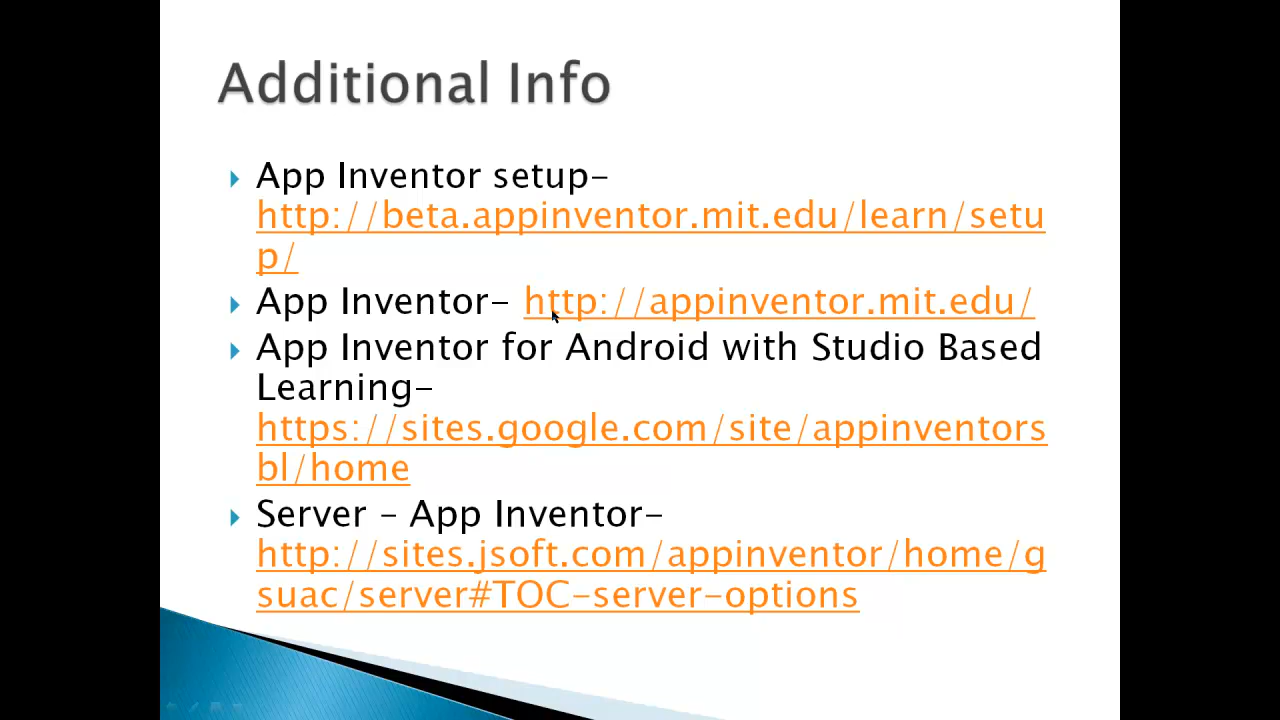 Additional Info
App Inventor setup-
http://beta.appinventor.mit.edu/learn/setu
p/
App Inventor- http://appinventor.mit.edu/
App Inventor for Android with Studio Based
Learning-
https://sites.google.com/site/appinventors
bl/home
Server - App Inventor-
http://sites.jsoft.com/appinventor/home/g
suac/server#TOC-server-options